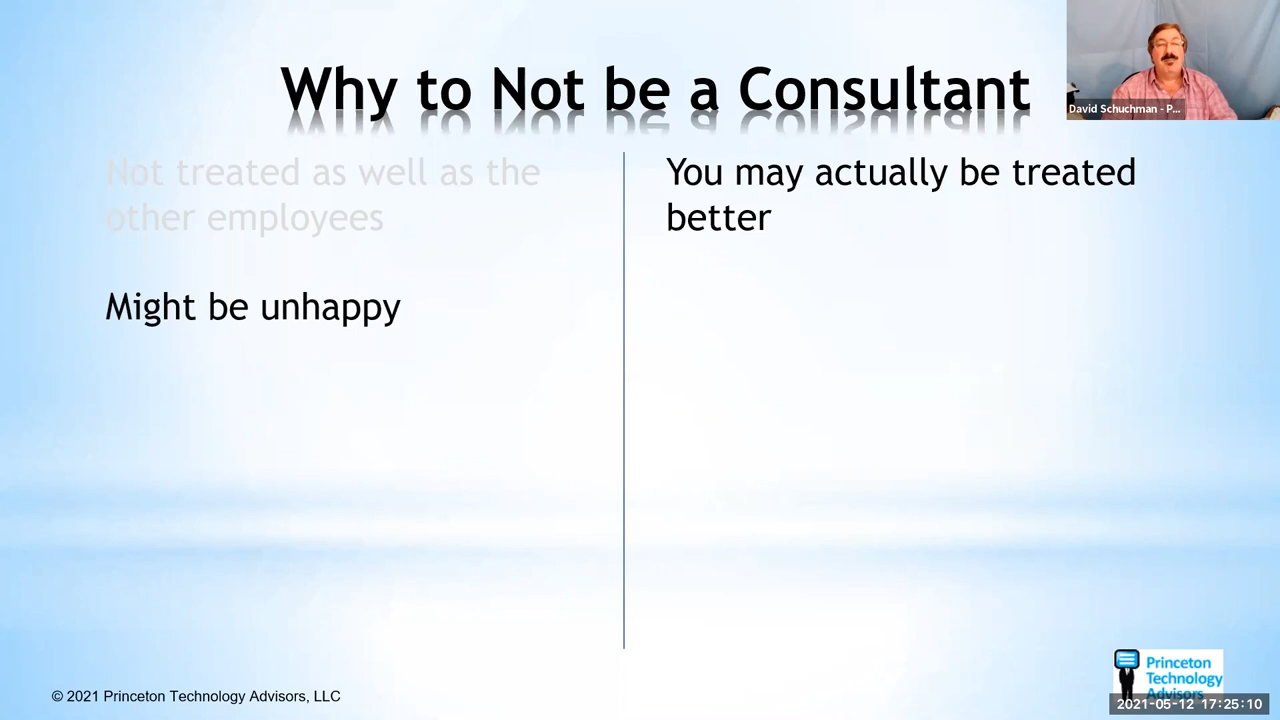 Why to Not be a Consultant
David Schuchman - P...
Not treated as well as the
other employees
Might be unhappy
You may actually be treated
better
© 2021 Princeton Technology Advisors, LLC
Princeton
Technology
Advisors
2021-05-12 17:25:10